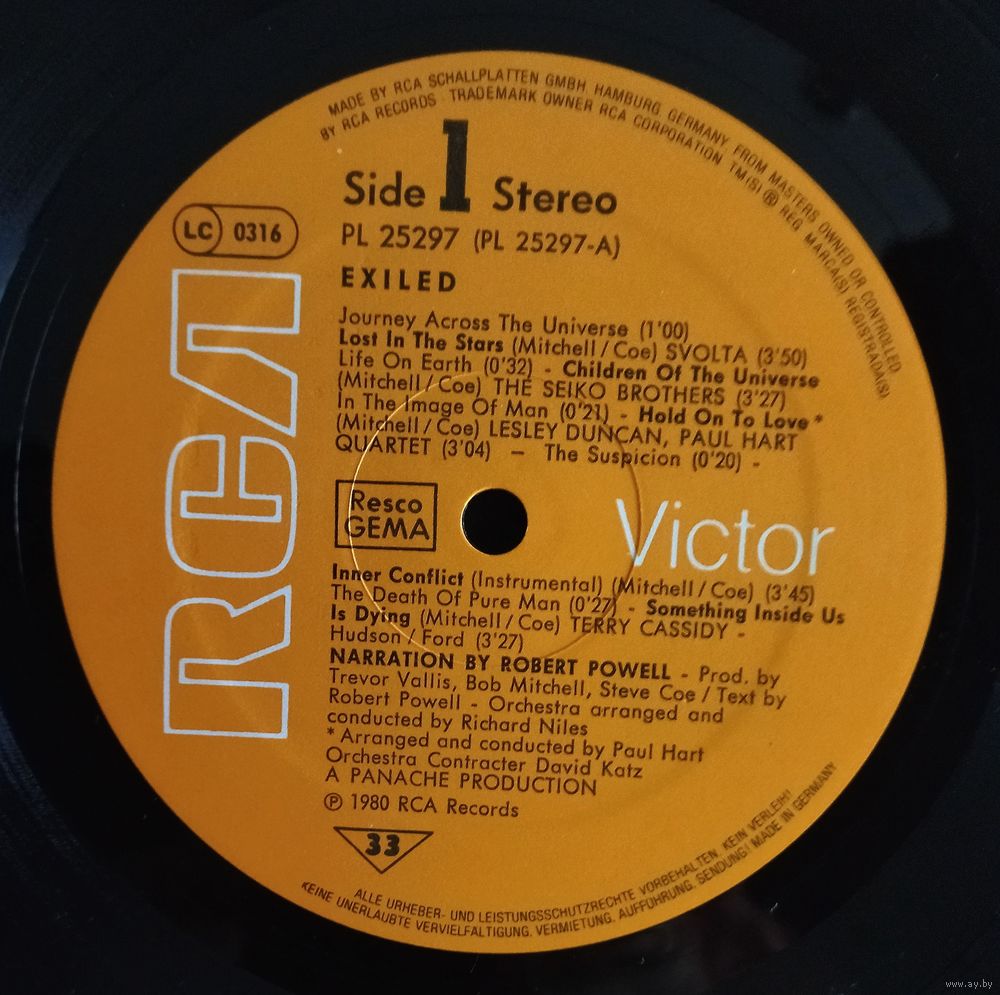 MADE BY RCA SCHALLPLATTEN GMBH, HAMBURG, GERMANY, FROM MASTERS OWNED OR CONTROLLED
BY RCA RECORDS · TRADEMARK OWNER RCA CORPORATION TM(S) ® REG. MARCA(S) REGISTRADA(S)
Side 1 Stereo
LC 0316
PL 25297 (PL 25297-A)
EXILED
Journey Across The Universe (1'00)
Lost In The Stars (Mitchell/Coe) SVOLTA (3'50)
Life On Earth (0'32) - Children Of The Universe
(Mitchell/Coe) THE SEIKO BROTHERS (3'27)
In The Image Of Man (0'21) - Hold On To Love*
(Mitchell/Coe) LESLEY DUNCAN, PAUL HART
QUARTET (3'04) — The Suspicion (0'20) -
Resco
GEMA
RCA
Victor
Inner Conflict (Instrumental) (Mitchell/Coe) (3'45)
The Death Of Pure Man (0'27) - Something Inside Us
Is Dying (Mitchell/Coe) TERRY CASSIDY -
Hudson/Ford (3'27)
NARRATION BY ROBERT POWELL - Prod. by
Trevor Vallis, Bob Mitchell, Steve Coe / Text by
Robert Powell - Orchestra arranged and
conducted by Richard Niles
* Arranged and conducted by Paul Hart
Orchestra Contracter David Katz
A PANACHE PRODUCTION
℗ 1980 RCA Records
33
ALLE URHEBER- UND LEISTUNGSSCHUTZRECHTE VORBEHALTEN. KEIN VERLEIH!
KEINE UNERLAUBTE VERVIELFÄLTIGUNG, VERMIETUNG, AUFFÜHRUNG, SENDUNG! MADE IN GERMANY
www.ay.by